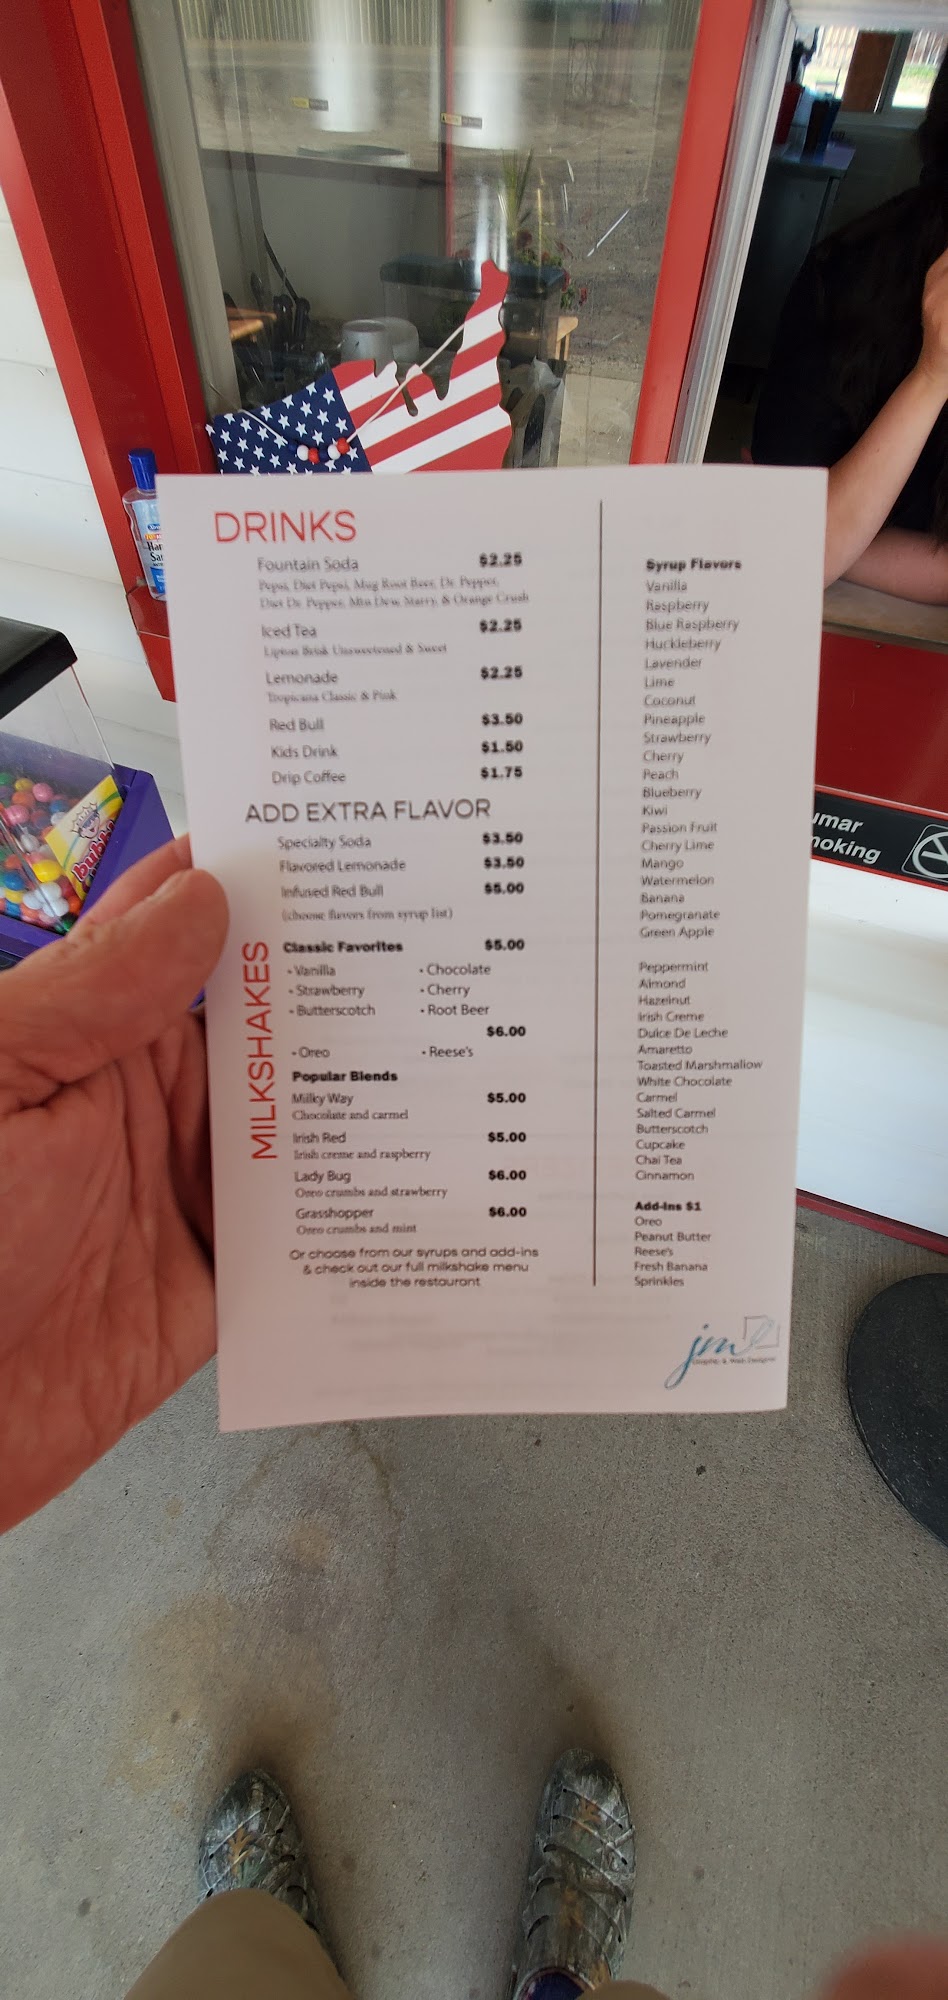 DRINKS
Fountain Soda $2.25
Pepsi, Diet Pepsi, Mug Root Beer, Dr. Pepper,
Diet Dr. Pepper, Mtn Dew, Starry, & Orange Crush
Iced Tea $2.25
Lipton Brisk Unsweetened & Sweet
Lemonade $2.25
Tropicana Classic & Pink
Red Bull $3.50
Kids Drink $1.50
Drip Coffee $1.75
ADD EXTRA FLAVOR
Specialty Soda $3.50
Flavored Lemonade $3.50
Infused Red Bull $5.00
(choose flavors from syrup list)
MILKSHAKES
Classic Favorites $5.00
• Vanilla • Chocolate
• Strawberry • Cherry
• Butterscotch • Root Beer
$6.00
• Oreo • Reese's
Popular Blends
Milky Way $5.00
Chocolate and carmel
Irish Red $5.00
Irish creme and raspberry
Lady Bug $6.00
Oreo crumbs and strawberry
Grasshopper $6.00
Oreo crumbs and mint
Or choose from our syrups and add-ins
& check out our full milkshake menu
inside the restaurant
Syrup Flavors
Vanilla
Raspberry
Blue Raspberry
Huckleberry
Lavender
Lime
Coconut
Pineapple
Strawberry
Cherry
Peach
Blueberry
Kiwi
Passion Fruit
Cherry Lime
Mango
Watermelon
Banana
Pomegranate
Green Apple
Peppermint
Almond
Hazelnut
Irish Creme
Dulce De Leche
Amaretto
Toasted Marshmallow
White Chocolate
Carmel
Salted Carmel
Butterscotch
Cupcake
Chai Tea
Cinnamon
Add-Ins $1
Oreo
Peanut Butter
Reese's
Fresh Banana
Sprinkles
jm
Graphic & Web Designer
umar
moking
Han
Sa
bubb